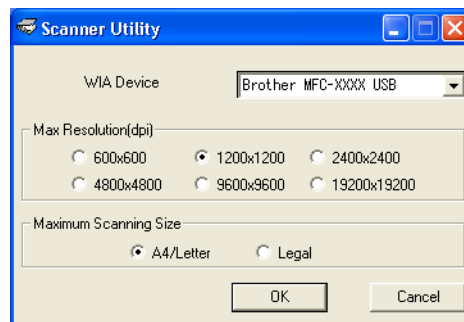 Scanner Utility
WIA Device
Brother MFC-XXXX USB
Max Resolution(dpi)
600x600 1200x1200 2400x2400
4800x4800 9600x9600 19200x19200
Maximum Scanning Size
A4/Letter Legal
OK Cancel